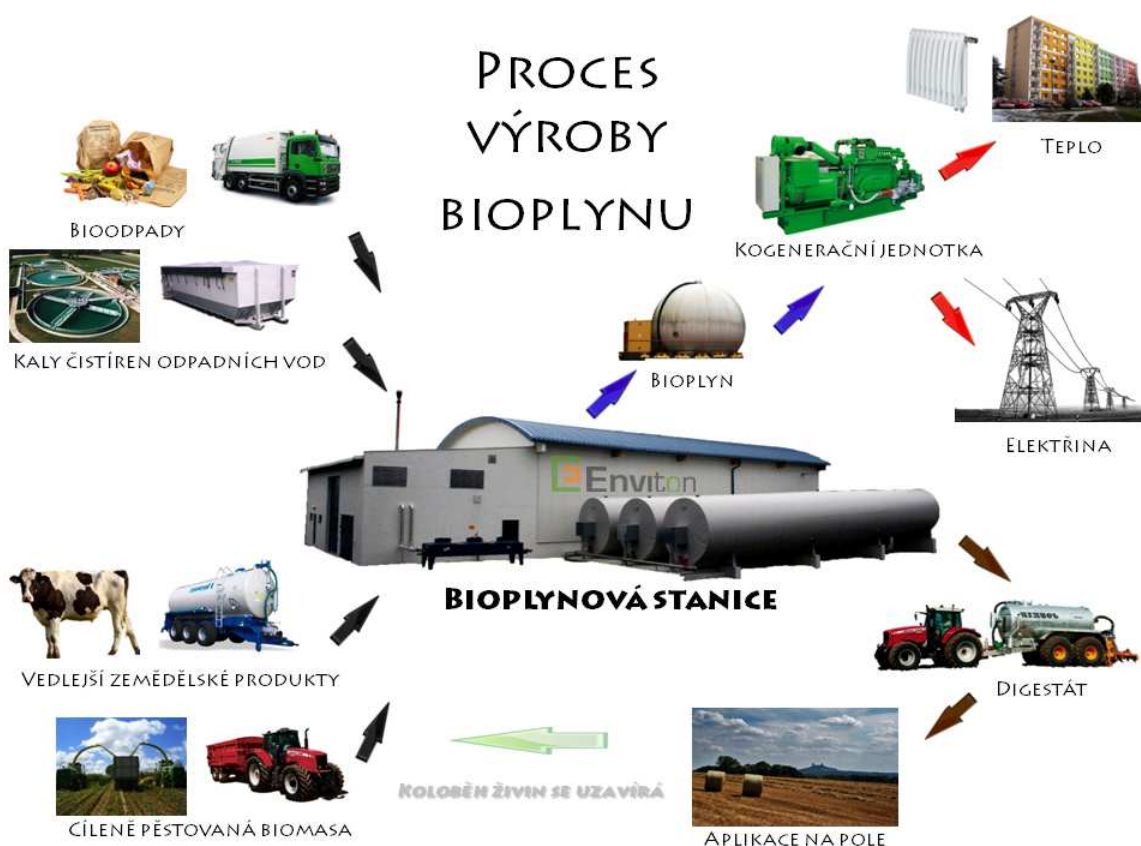 PROCES
VÝROBY
BIOPLYNU
TEPLO
BIOODPADY
KOGENERAČNÍ JEDNOTKA
KALY ČISTÍREN ODPADNÍCH VOD
BIOPLYN
ELEKTŘINA
Enviton
BIOPLYNOVÁ STANICE
VEDLEJŠÍ ZEMĚDĚLSKÉ PRODUKTY
DIGESTÁT
KOLOBĚH ŽIVIN SE UZAVÍRÁ
CÍLENĚ PĚSTOVANÁ BIOMASA
APLIKACE NA POLE